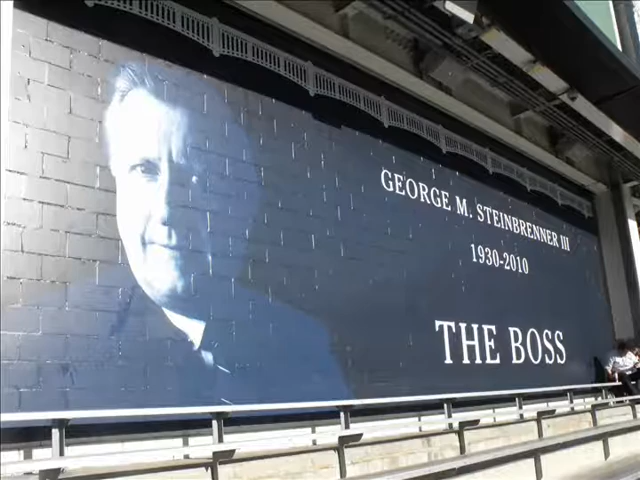 GEORGE M. STEINBRENNER III
1930-2010
THE BOSS